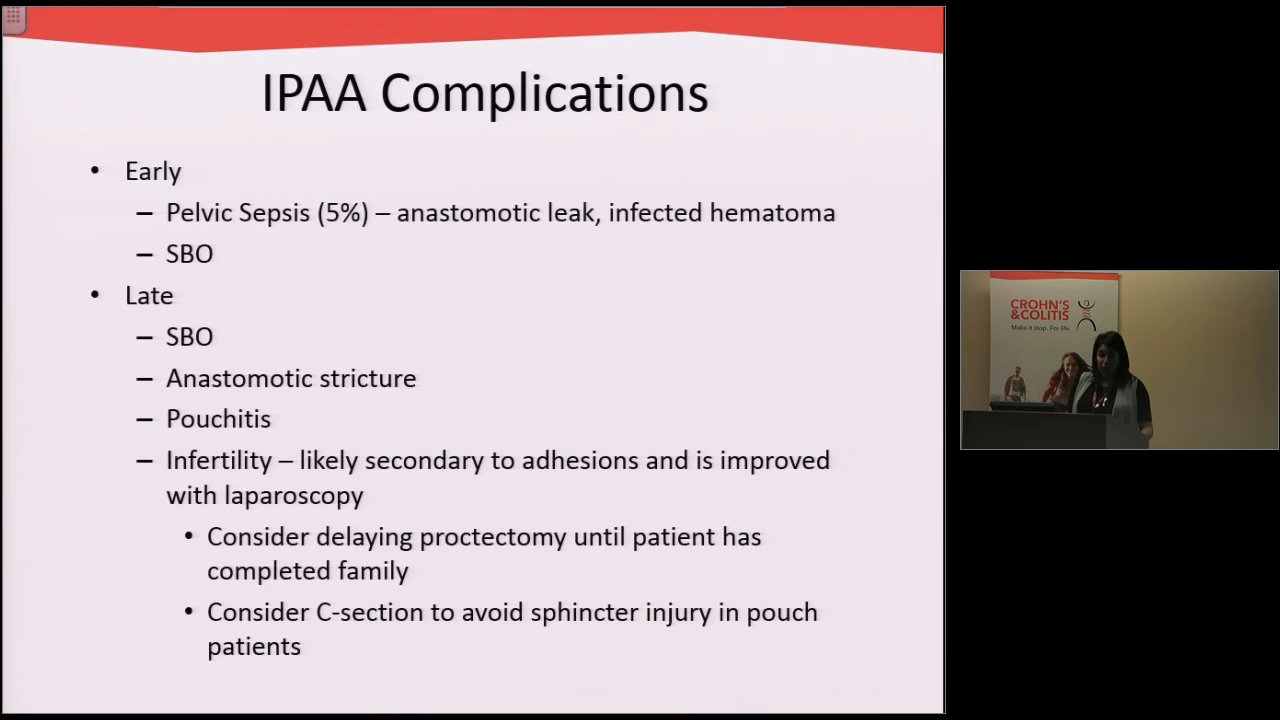 IPAA Complications
• Early
– Pelvic Sepsis (5%) – anastomotic leak, infected hematoma
– SBO
• Late
– SBO
– Anastomotic stricture
– Pouchitis
– Infertility – likely secondary to adhesions and is improved
with laparoscopy
• Consider delaying proctectomy until patient has
completed family
• Consider C-section to avoid sphincter injury in pouch
patients
CROHN'S
&COLITIS
Make it stop. For life.